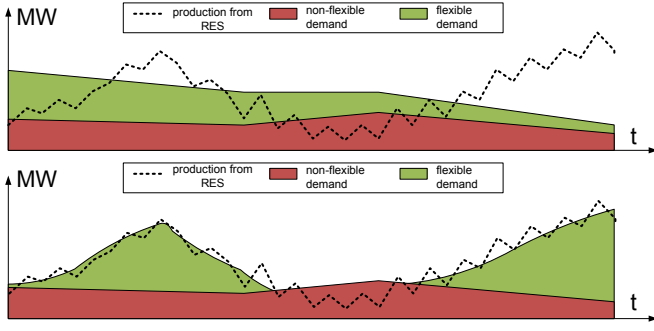 MW
production from
RES
non-flexible
demand
flexible
demand
t
MW
production from
RES
non-flexible
demand
flexible
demand
t